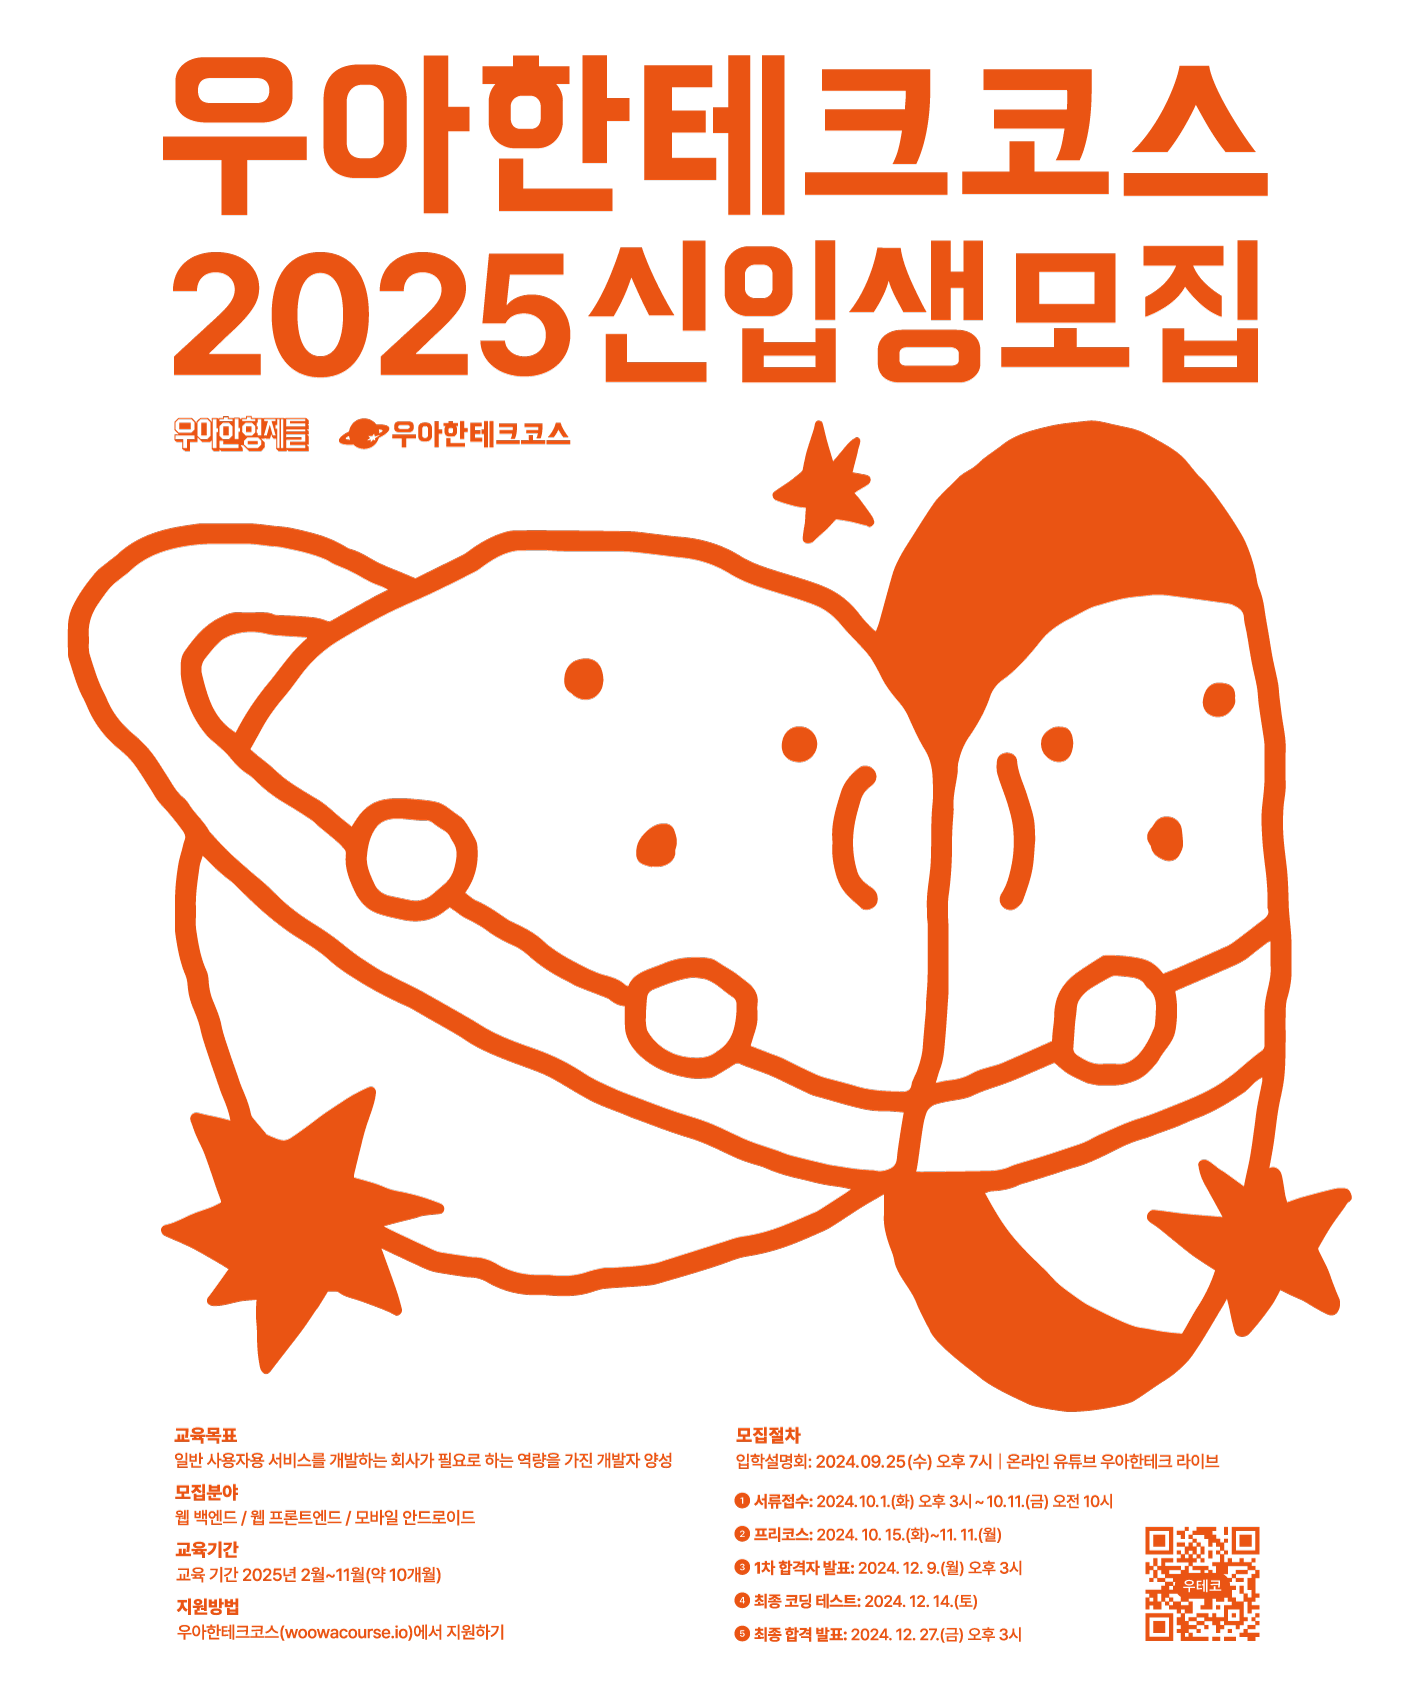 우아한테크코스
2025신입생모집
우아한형제들 우아한테크코스
교육목표
일반 사용자용 서비스를 개발하는 회사가 필요로 하는 역량을 가진 개발자 양성
모집분야
웹 백엔드 / 웹 프론트엔드 / 모바일 안드로이드
교육기간
교육 기간 2025년 2월~11월(약 10개월)
지원방법
우아한테크코스(woowacourse.io)에서 지원하기
모집절차
입학설명회: 2024.09.25(수) 오후 7시 | 온라인 유튜브 우아한테크 라이브
1 서류접수: 2024.10.1.(화) 오후 3시 ~ 10.11.(금) 오전 10시
2 프리코스: 2024. 10. 15.(화)~11. 11.(월)
3 1차 합격자 발표: 2024. 12. 9.(월) 오후 3시
4 최종 코딩 테스트: 2024. 12. 14.(토)
5 최종 합격 발표: 2024. 12. 27.(금) 오후 3시
우테코